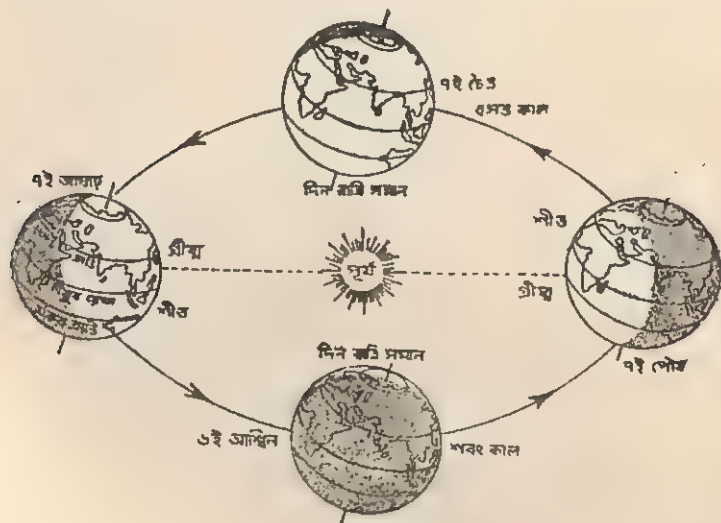 ৭ই চৈত্র
বসন্ত কাল
দিন রাত্রি সমান
৭ই আষাঢ়
গ্রীষ্ম
শীত
সূর্য
শীত
গ্রীষ্ম
৭ই পৌষ
দিন রাত্রি সমান
৬ই আশ্বিন
শরৎ কাল